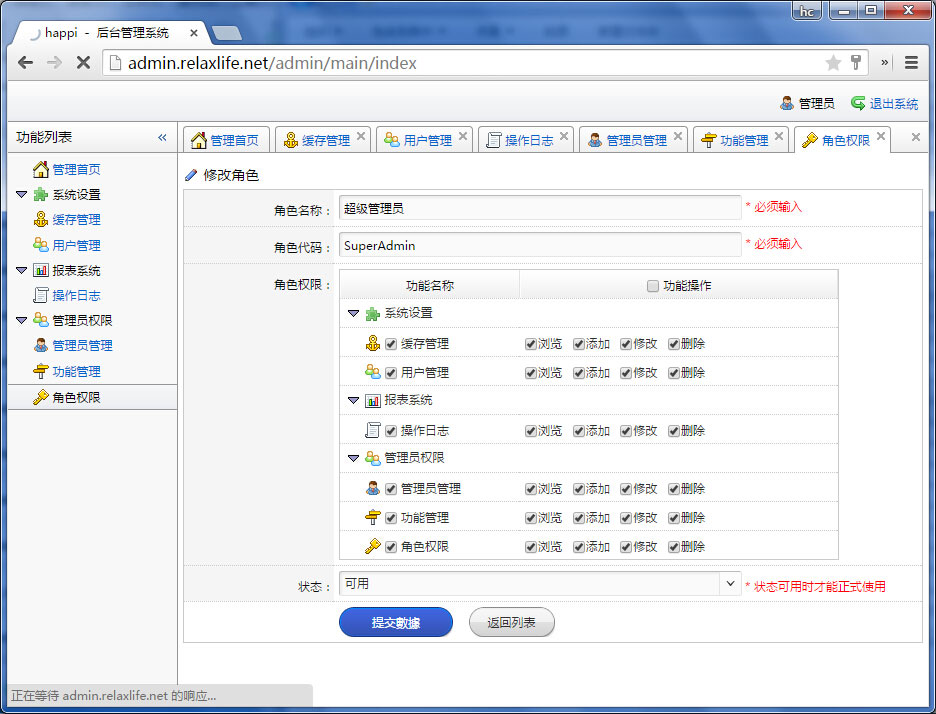 hc
happi - 后台管理系统
admin.relaxlife.net/admin/main/index
管理员 退出系统
功能列表
管理首页 缓存管理 用户管理 操作日志 管理员管理 功能管理 角色权限
管理首页
系统设置
缓存管理
用户管理
报表系统
操作日志
管理员权限
管理员管理
功能管理
角色权限
修改角色
角色名称： 超级管理员 * 必须输入
角色代码： SuperAdmin * 必须输入
角色权限： 功能名称 功能操作
系统设置
缓存管理 浏览 添加 修改 删除
用户管理 浏览 添加 修改 删除
报表系统
操作日志 浏览 添加 修改 删除
管理员权限
管理员管理 浏览 添加 修改 删除
功能管理 浏览 添加 修改 删除
角色权限 浏览 添加 修改 删除
状态： 可用 * 状态可用时才能正式使用
提交數據 返回列表
正在等待 admin.relaxlife.net 的响应...